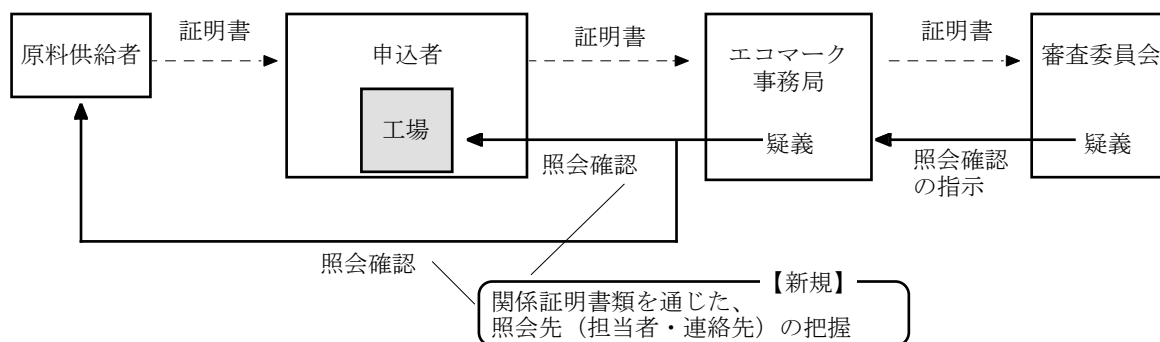 原料供給者
証明書
申込者
工場
証明書
エコマーク
事務局
疑義
証明書
審査委員会
疑義
照会確認
照会確認
の指示
照会確認
【新規】
関係証明書類を通じた、
照会先（担当者・連絡先）の把握